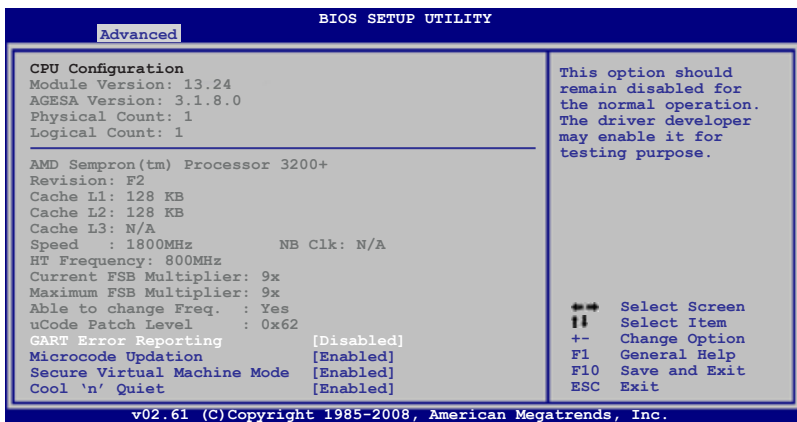 BIOS SETUP UTILITY
Advanced
CPU Configuration
Module Version: 13.24
AGESA Version: 3.1.8.0
Physical Count: 1
Logical Count: 1
AMD Sempron(tm) Processor 3200+
Revision: F2
Cache L1: 128 KB
Cache L2: 128 KB
Cache L3: N/A
Speed : 1800MHz NB Clk: N/A
HT Frequency: 800MHz
Current FSB Multiplier: 9x
Maximum FSB Multiplier: 9x
Able to change Freq. : Yes
uCode Patch Level : 0x62
GART Error Reporting [Disabled]
Microcode Updation [Enabled]
Secure Virtual Machine Mode [Enabled]
Cool ‘n’ Quiet [Enabled]
This option should
remain disabled for
the normal operation.
The driver developer
may enable it for
testing purpose.
←→ Select Screen
↑↓ Select Item
+- Change Option
F1 General Help
F10 Save and Exit
ESC Exit
v02.61 (C)Copyright 1985-2008, American Megatrends, Inc.